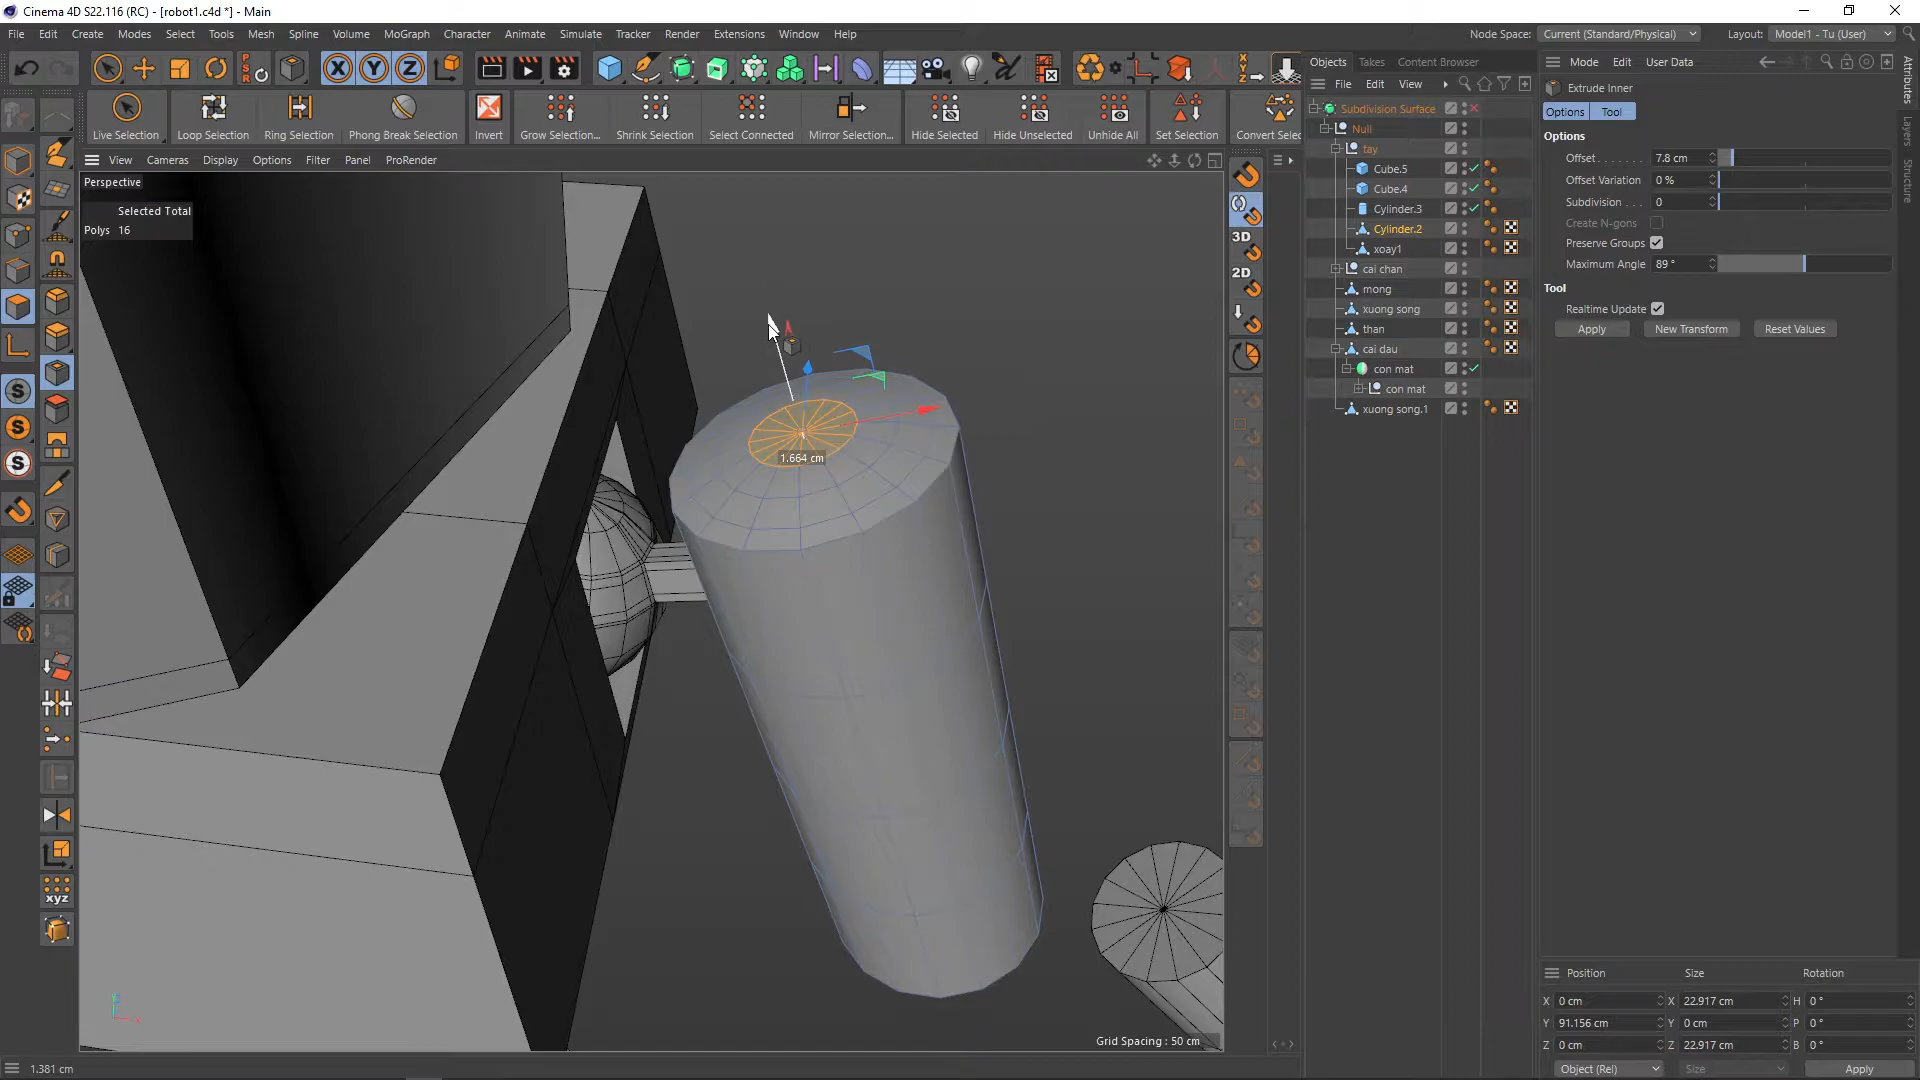 Cinema 4D S22.116 (RC) - [robot1.c4d *] - Main
File Edit Create Modes Select Tools Mesh Spline Volume MoGraph Character Animate Simulate Tracker Render Extensions Window Help
Node Space: Current (Standard/Physical) Layout: Model1 - Tu (User)
PSR X Y Z
Live Selection Loop Selection Ring Selection Phong Break Selection Invert Grow Selection... Shrink Selection Select Connected Mirror Selection... Hide Selected Hide Unselected Unhide All Set Selection Convert Selec
View Cameras Display Options Filter Panel ProRender
Perspective
Selected Total
Polys 16
1.664 cm
Grid Spacing : 50 cm
1.381 cm
xyz
3D
2D
Objects Takes Content Browser
File Edit View
Subdivision Surface
Null
tay
Cube.5
Cube.4
Cylinder.3
Cylinder.2
xoay1
cai chan
mong
xuong song
than
cai dau
con mat
con mat
xuong song.1
Mode Edit User Data
Extrude Inner
Options Tool
Options
Offset 7.8 cm
Offset Variation 0 %
Subdivision 0
Create N-gons
Preserve Groups
Maximum Angle 89 °
Tool
Realtime Update
Apply New Transform Reset Values
Attributes
Layers
Structure
Position Size Rotation
X 0 cm X 22.917 cm H 0 °
Y 91.156 cm Y 0 cm P 0 °
Z 0 cm Z 22.917 cm B 0 °
Object (Rel) Size Apply